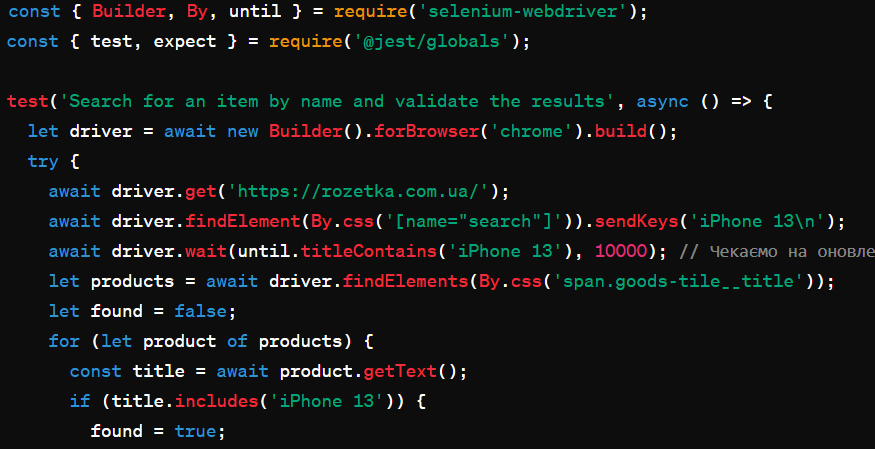 const { Builder, By, until } = require('selenium-webdriver');
const { test, expect } = require('@jest/globals');
test('Search for an item by name and validate the results', async () => {
let driver = await new Builder().forBrowser('chrome').build();
try {
await driver.get('https://rozetka.com.ua/');
await driver.findElement(By.css('[name="search"]')).sendKeys('iPhone 13\n');
await driver.wait(until.titleContains('iPhone 13'), 10000); // Чекаємо на оновле
let products = await driver.findElements(By.css('span.goods-tile__title'));
let found = false;
for (let product of products) {
const title = await product.getText();
if (title.includes('iPhone 13')) {
found = true;